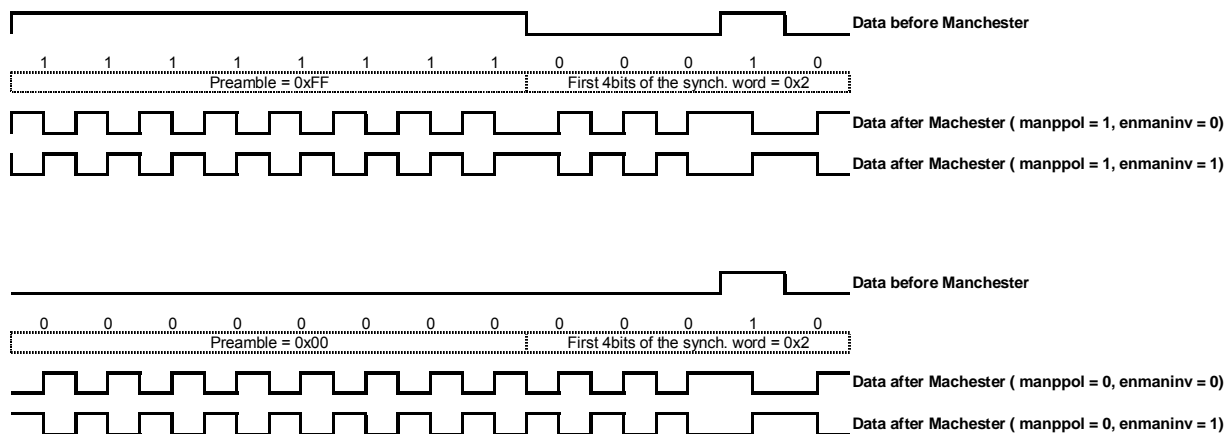 Data before Manchester
1 1 1 1 1 1 1 1 0 0 0 1 0
Preamble = 0xFF First 4bits of the synch. word = 0x2
Data after Machester ( manppol = 1, enmaninv = 0)
Data after Machester ( manppol = 1, enmaninv = 1)
Data before Manchester
0 0 0 0 0 0 0 0 0 0 0 1 0
Preamble = 0x00 First 4bits of the synch. word = 0x2
Data after Machester ( manppol = 0, enmaninv = 0)
Data after Machester ( manppol = 0, enmaninv = 1)